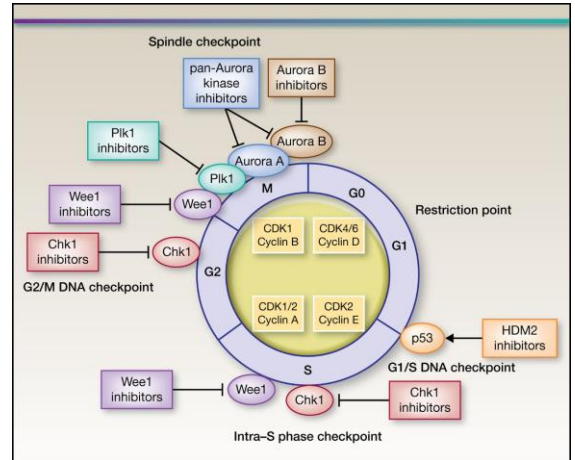 Spindle checkpoint
pan-Aurora
kinase
inhibitors
Aurora B
inhibitors
Plk1
inhibitors
Aurora B
Aurora A
Plk1
Wee1
inhibitors
Wee1
M
G0
Restriction point
CDK1
Cyclin B
CDK4/6
Cyclin D
G1
Chk1
inhibitors
Chk1
G2
G2/M DNA checkpoint
CDK1/2
Cyclin A
CDK2
Cyclin E
p53
HDM2
inhibitors
G1/S DNA checkpoint
S
Wee1
inhibitors
Wee1
Chk1
Chk1
inhibitors
Intra–S phase checkpoint